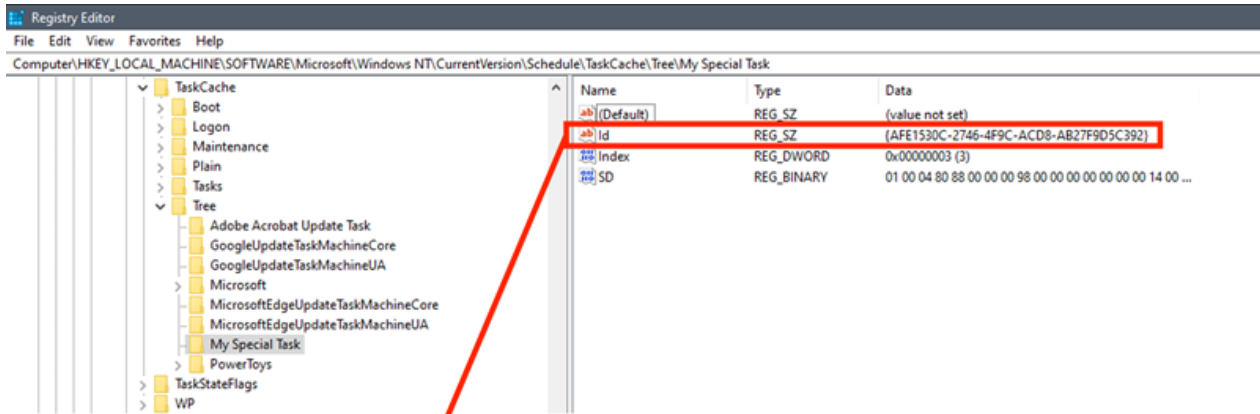 Registry Editor
File Edit View Favorites Help
Computer\HKEY_LOCAL_MACHINE\SOFTWARE\Microsoft\Windows NT\CurrentVersion\Schedule\TaskCache\Tree\My Special Task
TaskCache
Boot
Logon
Maintenance
Plain
Tasks
Tree
Adobe Acrobat Update Task
GoogleUpdateTaskMachineCore
GoogleUpdateTaskMachineUA
Microsoft
MicrosoftEdgeUpdateTaskMachineCore
MicrosoftEdgeUpdateTaskMachineUA
My Special Task
PowerToys
TaskStateFlags
WP
Name Type Data
(Default) REG_SZ (value not set)
Id REG_SZ {AFE1530C-2746-4F9C-ACD8-AB27F9D5C392}
Index REG_DWORD 0x00000003 (3)
SD REG_BINARY 01 00 04 80 88 00 00 00 98 00 00 00 00 00 00 00 14 00 ...